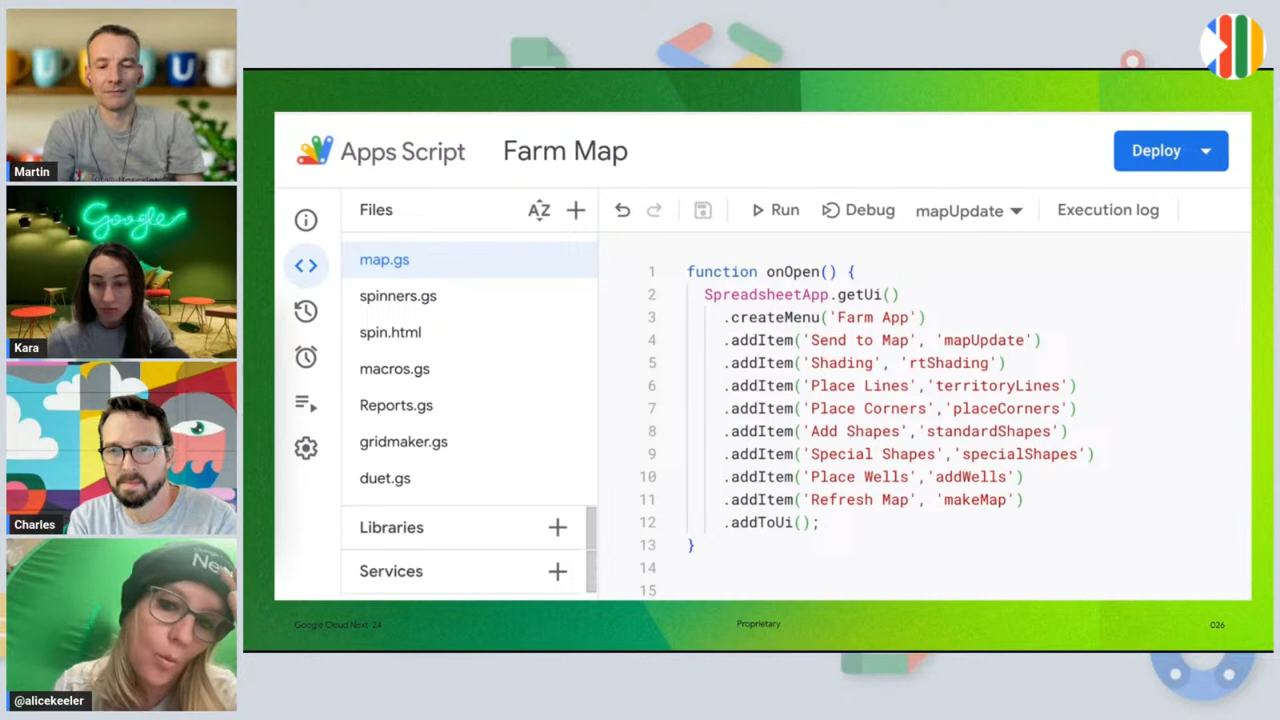 Martin
Google
Kara
Charles
Ne
@alicekeeler
Apps Script
Farm Map
Deploy
Files
AZ
Run
Debug
mapUpdate
Execution log
map.gs
spinners.gs
spin.html
macros.gs
Reports.gs
gridmaker.gs
duet.gs
Libraries
Services
1 function onOpen() {
2 SpreadsheetApp.getUi()
3 .createMenu('Farm App')
4 .addItem('Send to Map', 'mapUpdate')
5 .addItem('Shading', 'rtShading')
6 .addItem('Place Lines','territoryLines')
7 .addItem('Place Corners','placeCorners')
8 .addItem('Add Shapes','standardShapes')
9 .addItem('Special Shapes','specialShapes')
10 .addItem('Place Wells','addWells')
11 .addItem('Refresh Map', 'makeMap')
12 .addToUi();
13 }
14
15
Google Cloud Next 24
Proprietary
026